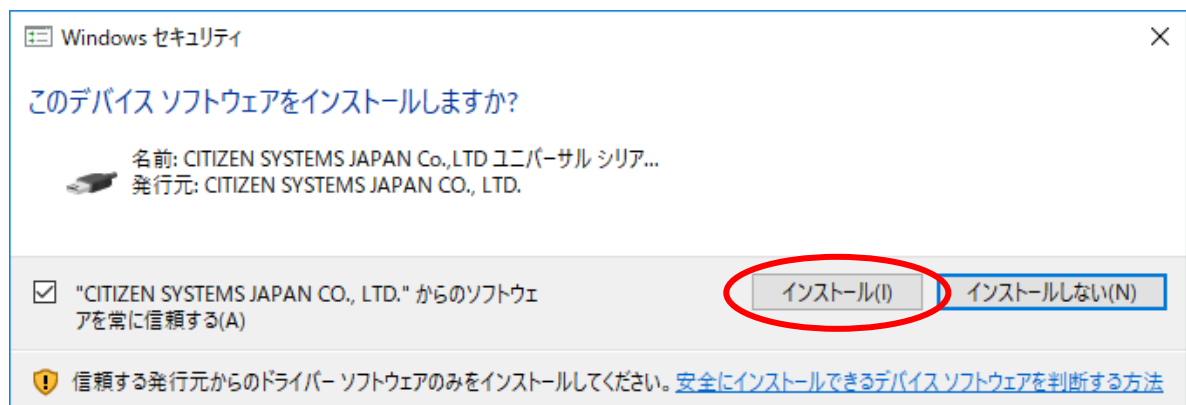 Windows セキュリティ
このデバイス ソフトウェアをインストールしますか?
名前: CITIZEN SYSTEMS JAPAN Co.,LTD ユニバーサル シリア...
発行元: CITIZEN SYSTEMS JAPAN CO., LTD.
"CITIZEN SYSTEMS JAPAN CO., LTD." からのソフトウェ
アを常に信頼する(A)
インストール(I)
インストールしない(N)
信頼する発行元からのドライバー ソフトウェアのみをインストールしてください。安全にインストールできるデバイス ソフトウェアを判断する方法